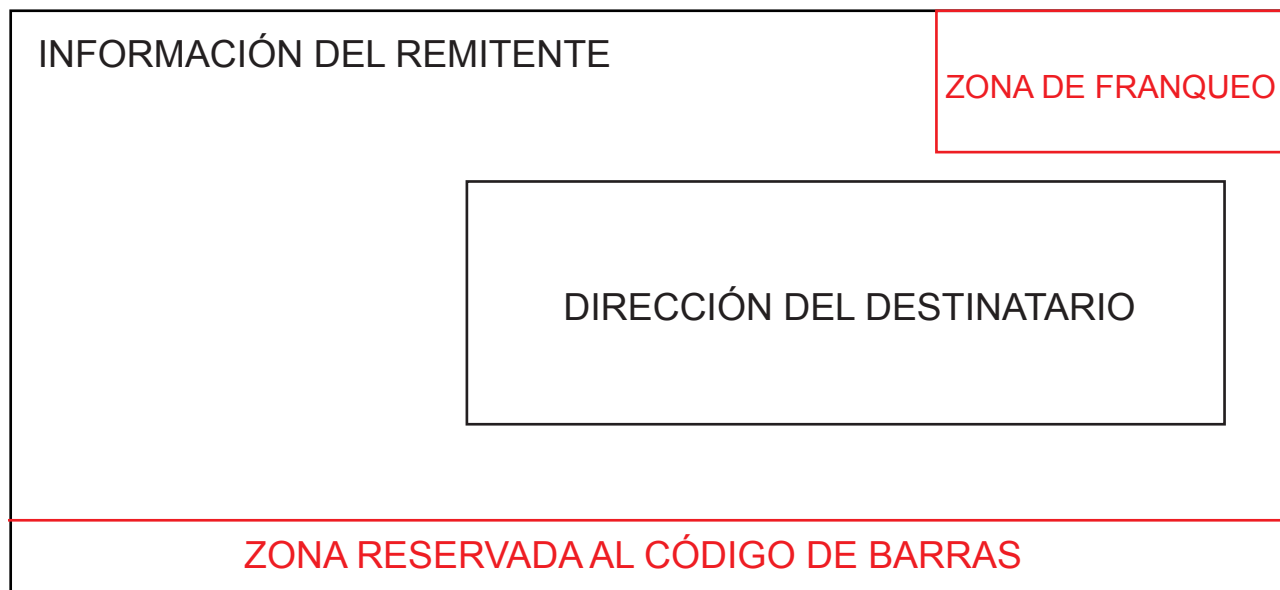 INFORMACIÓN DEL REMITENTE
ZONA DE FRANQUEO
DIRECCIÓN DEL DESTINATARIO
ZONA RESERVADA AL CÓDIGO DE BARRAS